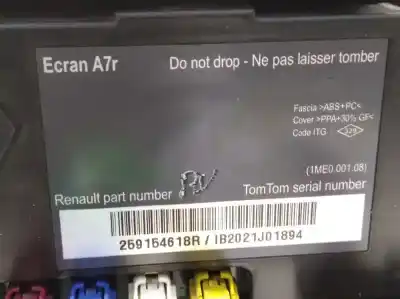 Ecran A7r
Do not drop - Ne pas laisser tomber
Fascia >ABS+PC<
Cover >PPA+30% GF<
Code ITG
(1ME0.001.08)
Renault part number
TomTom serial number
259154618R / IB2021J01894